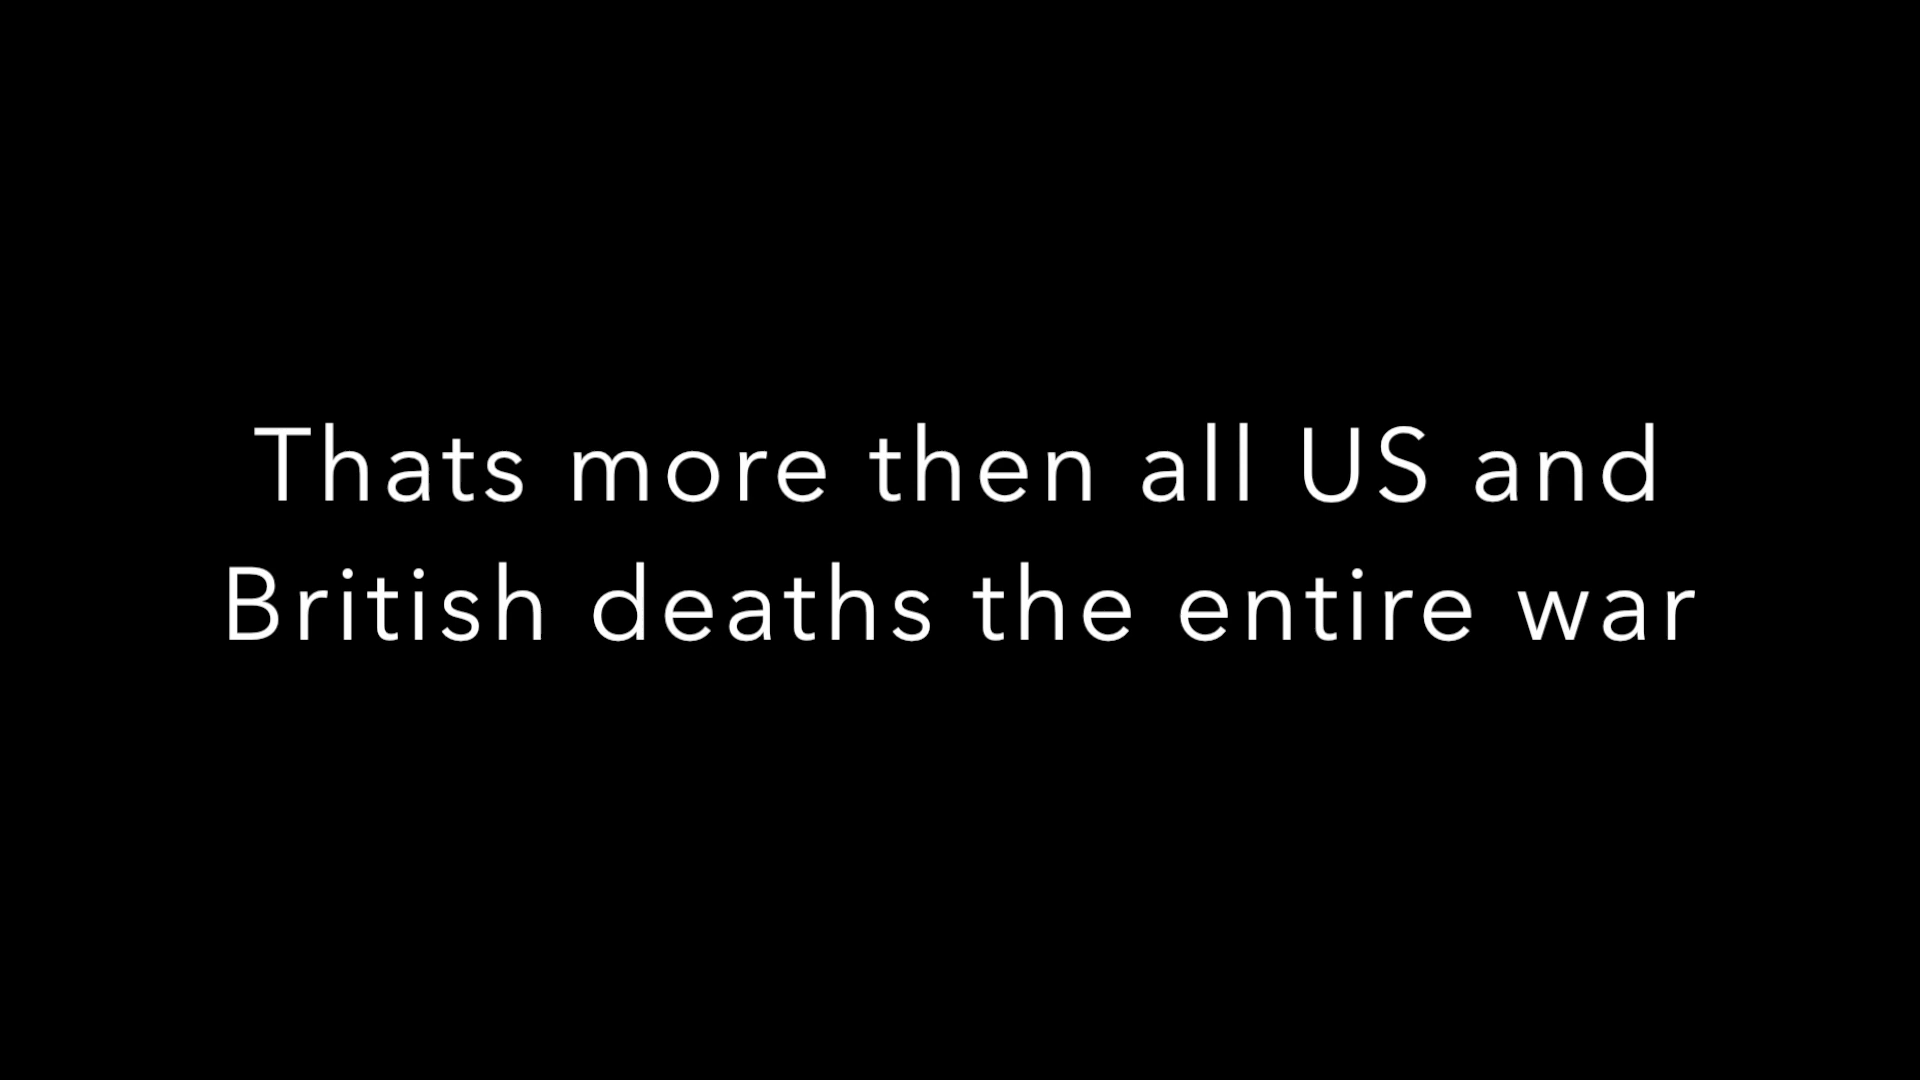 Thats more then all US and
British deaths the entire war